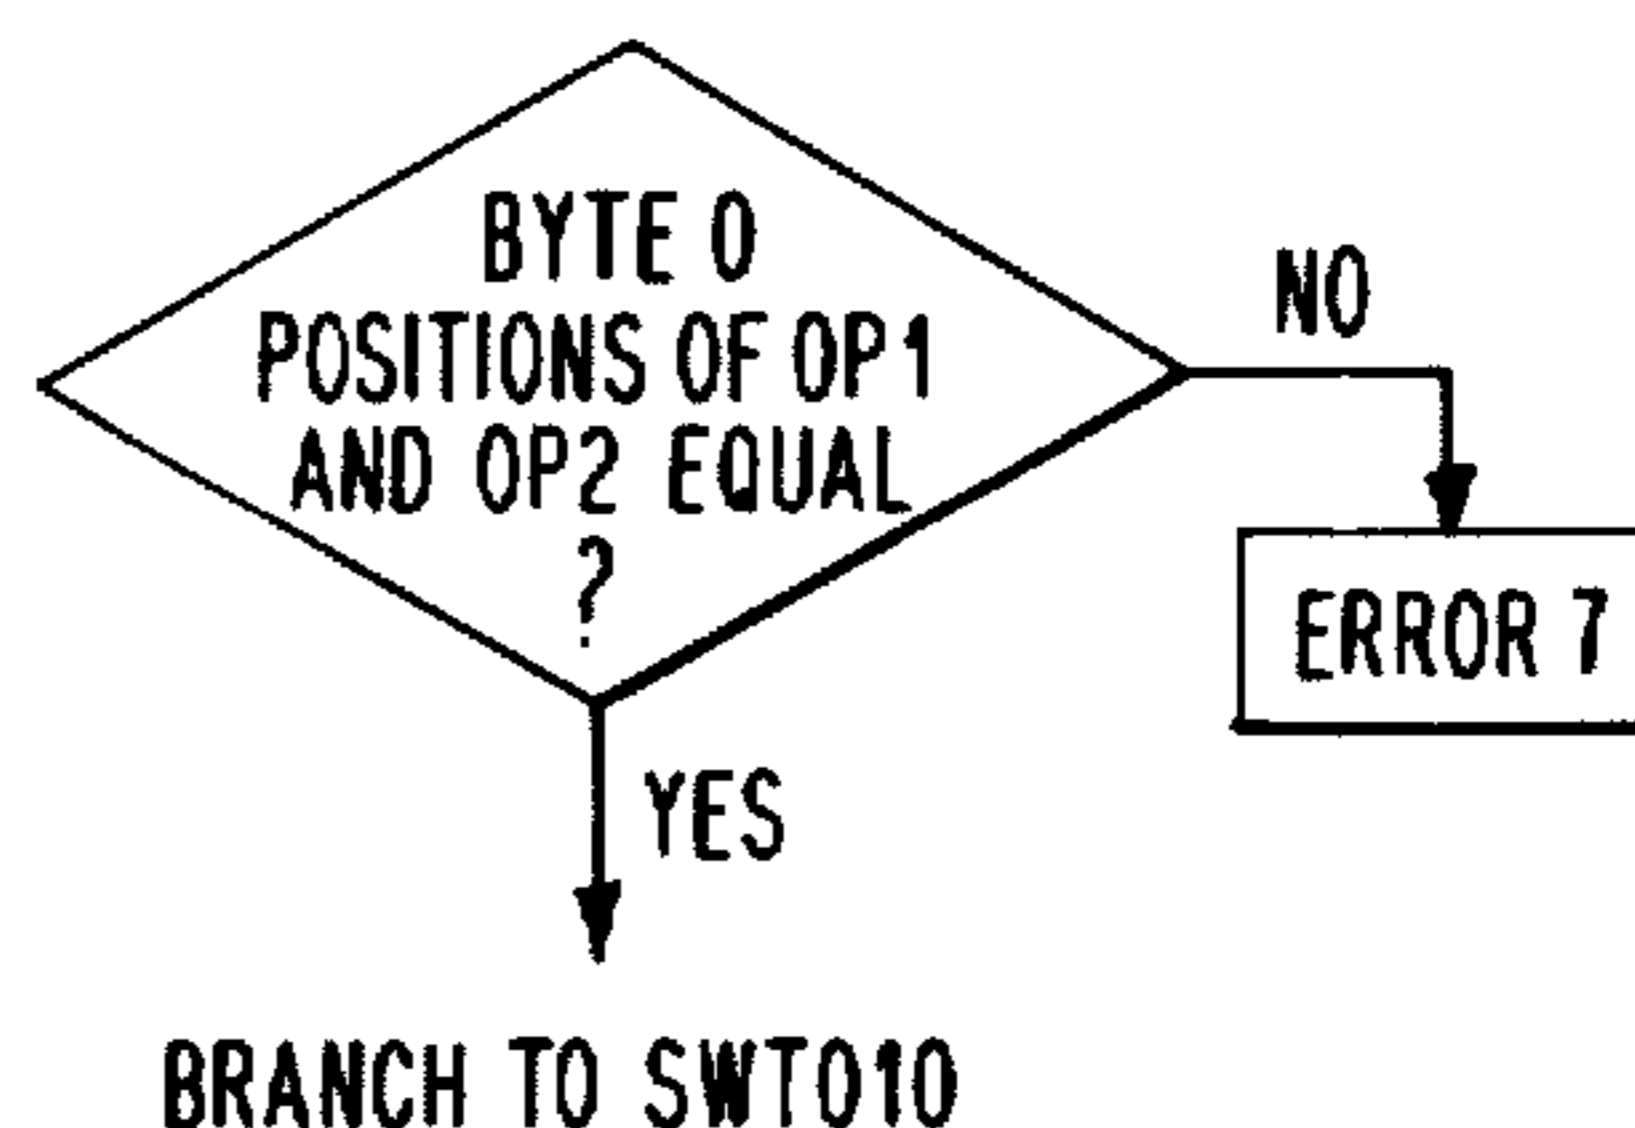 BYTE 0
POSITIONS OF OP1
AND OP2 EQUAL
?
NO
ERROR 7
YES
BRANCH TO SWT010